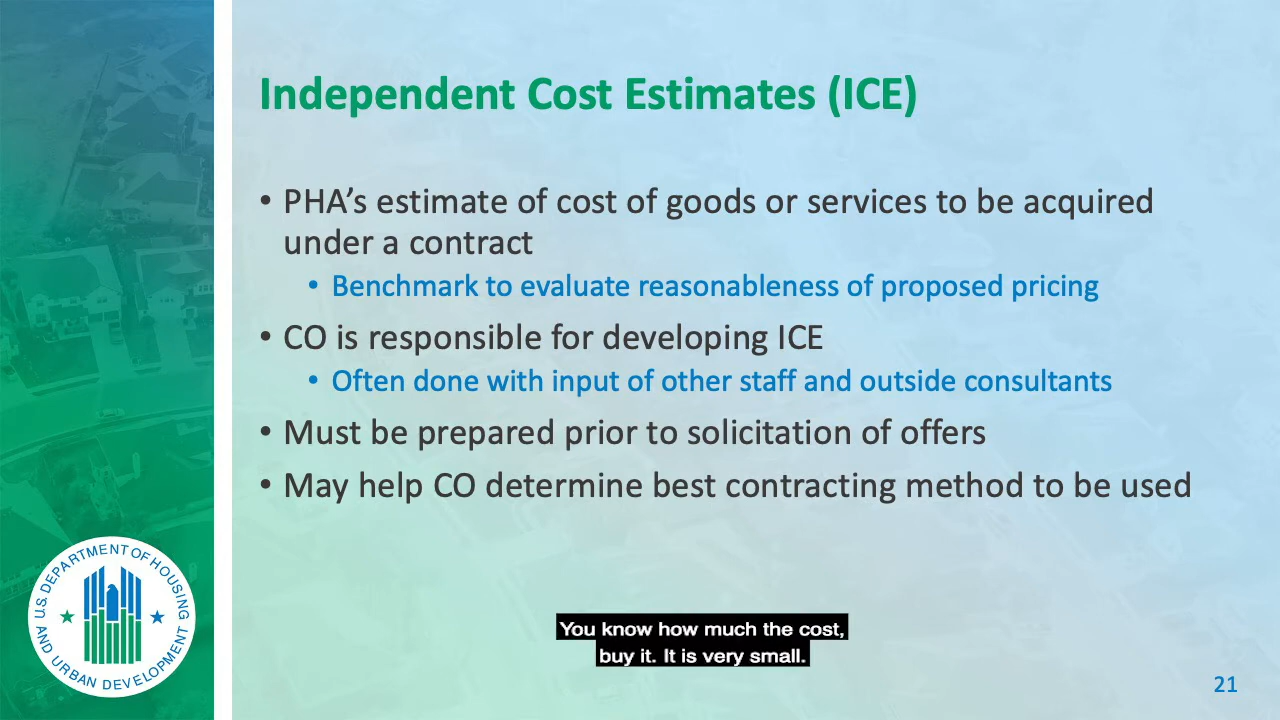 Independent Cost Estimates (ICE)
• PHA’s estimate of cost of goods or services to be acquired
under a contract
• Benchmark to evaluate reasonableness of proposed pricing
• CO is responsible for developing ICE
• Often done with input of other staff and outside consultants
• Must be prepared prior to solicitation of offers
• May help CO determine best contracting method to be used
U.S. DEPARTMENT OF HOUSING
AND URBAN DEVELOPMENT
You know how much the cost,
buy it. It is very small.
21